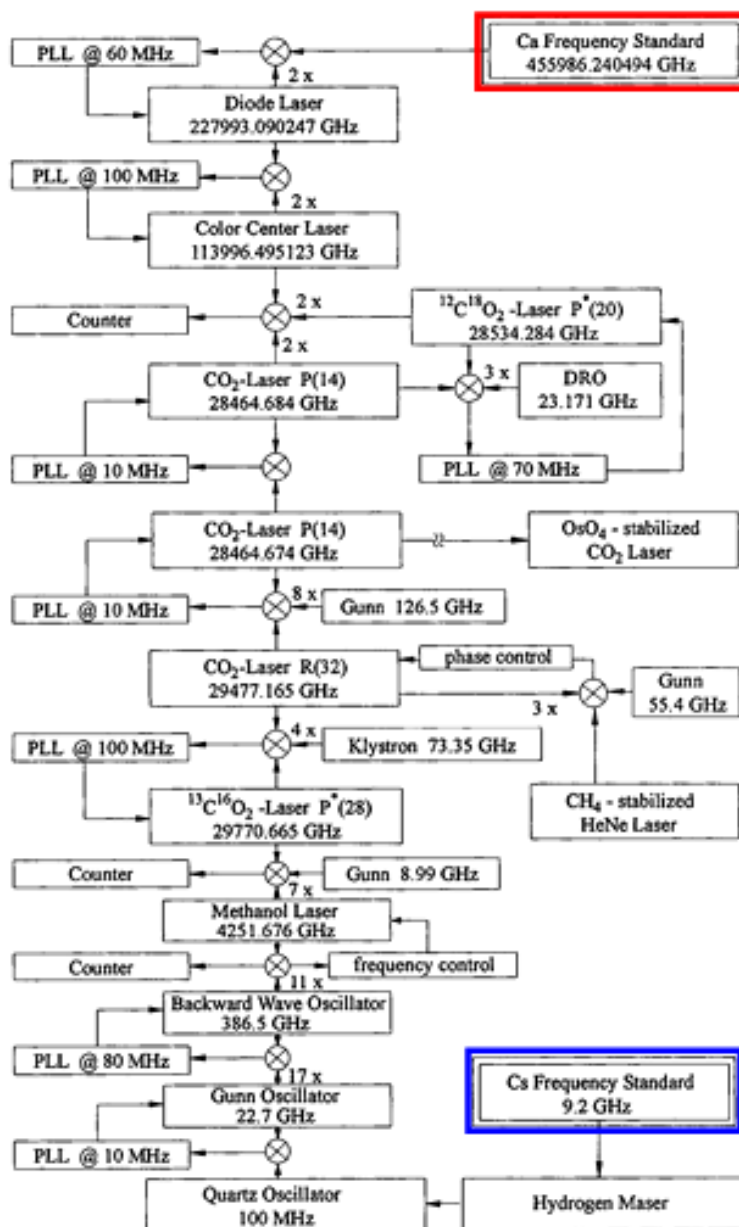 PLL @ 60 MHz
Ca Frequency Standard
455986.240494 GHz
2 x
Diode Laser
227993.090247 GHz
PLL @ 100 MHz
2 x
Color Center Laser
113996.495123 GHz
2 x
¹²C¹⁸O₂ -Laser P*(20)
28534.284 GHz
Counter
2 x
CO₂-Laser P(14)
28464.684 GHz
3 x
DRO
23.171 GHz
PLL @ 10 MHz
PLL @ 70 MHz
CO₂-Laser P(14)
28464.674 GHz
OsO₄ - stabilized
CO₂ Laser
PLL @ 10 MHz
8 x
Gunn 126.5 GHz
CO₂-Laser R(32)
29477.165 GHz
phase control
3 x
Gunn
55.4 GHz
PLL @ 100 MHz
4 x
Klystron 73.35 GHz
¹³C¹⁶O₂ -Laser P*(28)
29770.665 GHz
CH₄ - stabilized
HeNe Laser
Counter
7 x
Gunn 8.99 GHz
Methanol Laser
4251.676 GHz
Counter
frequency control
11 x
Backward Wave Oscillator
386.5 GHz
PLL @ 80 MHz
17 x
Gunn Oscillator
22.7 GHz
Cs Frequency Standard
9.2 GHz
PLL @ 10 MHz
Quartz Oscillator
100 MHz
Hydrogen Maser